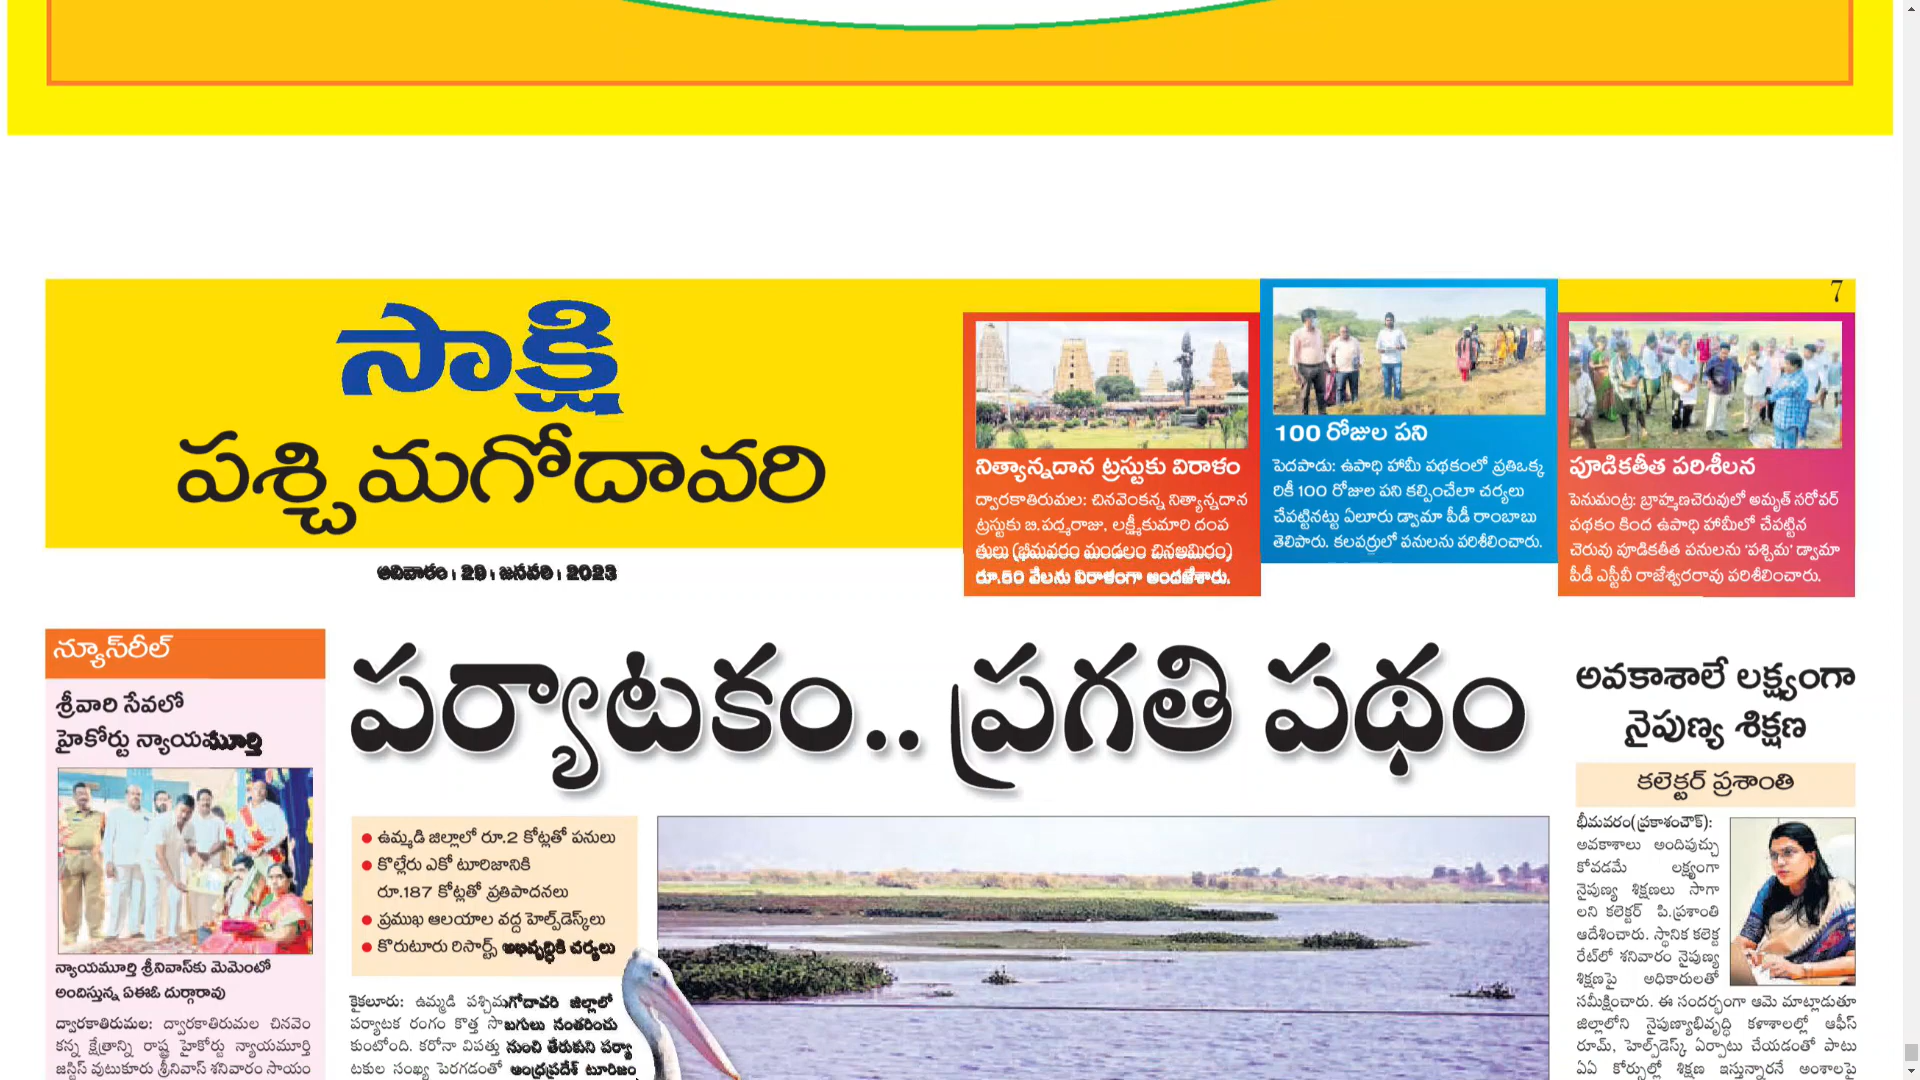 7
సాక్షి
పశ్చిమగోదావరి
ఆదివారం : 29 : జనవరి : 2023
నిత్యాన్నదాన ట్రస్టుకు విరాళం
ద్వారకాతిరుమల: చినవెంకన్న నిత్యాన్నదాన
ట్రస్టుకు బి.పద్మరాజు, లక్ష్మీకుమారి దంప
తులు (భీమవరం మండలం చినఅమిరం)
రూ.50 వేలను విరాళంగా అందజేశారు.
100 రోజుల పని
పెదపాడు: ఉపాధి హామీ పథకంలో ప్రతిఒక్క
రికీ 100 రోజుల పని కల్పించేలా చర్యలు
చేపట్టినట్టు ఏలూరు డ్వామా పీడీ రాంబాబు
తెలిపారు. కలపర్రులో పనులను పరిశీలించారు.
పూడికతీత పరిశీలన
పెనుమంట్ర: బ్రాహ్మణచెరువులో అమృత్ సరోవర్
పథకం కింద ఉపాధి హామీలో చేపట్టిన
చెరువు పూడికతీత పనులను 'పశ్చిమ' డ్వామా
పీడీ ఎస్టీవీ రాజేశ్వరరావు పరిశీలించారు.
న్యూస్‌రీల్
శ్రీవారి సేవలో
హైకోర్టు న్యాయమూర్తి
న్యాయమూర్తి శ్రీనివాస్‌కు మెమెంటో
అందిస్తున్న ఏఈఓ దుర్గారావు
ద్వారకాతిరుమల: ద్వారకాతిరుమల చినవెం
కన్న క్షేత్రాన్ని రాష్ట్ర హైకోర్టు న్యాయమూర్తి
జస్టిస్ వుటుకూరు శ్రీనివాస్ శనివారం సాయం
పర్యాటకం.. ప్రగతి పథం
● ఉమ్మడి జిల్లాలో రూ.2 కోట్లతో పనులు
● కొల్లేరు ఎకో టూరిజానికి
రూ.187 కోట్లతో ప్రతిపాదనలు
● ప్రముఖ ఆలయాల వద్ద హెల్ప్‌డెస్క్‌లు
● కొరుటూరు రిసార్ట్స్ అభివృద్ధికి చర్యలు
కైకలూరు: ఉమ్మడి పశ్చిమగోదావరి జిల్లాలో
పర్యాటక రంగం కొత్త సొబగులు సంతరించు
కుంటోంది. కరోనా విపత్తు నుంచి తేరుకుని పర్యా
టకుల సంఖ్య పెరగడంతో ఆంధ్రప్రదేశ్ టూరిజం
అవకాశాలే లక్ష్యంగా
నైపుణ్య శిక్షణ
కలెక్టర్ ప్రశాంతి
భీమవరం(ప్రకాశంచౌక్):
అవకాశాలు అందిపుచ్చు
కోవడమే లక్ష్యంగా
నైపుణ్య శిక్షణలు సాగా
లని కలెక్టర్ పి.ప్రశాంతి
ఆదేశించారు. స్థానిక కలెక్ట
రేట్‌లో శనివారం నైపుణ్య
శిక్షణపై అధికారులతో
సమీక్షించారు. ఈ సందర్భంగా ఆమె మాట్లాడుతూ
జిల్లాలోని నైపుణ్యాభివృద్ధి కళాశాలల్లో ఆఫీస్
రూమ్, హెల్ప్‌డెస్క్ ఏర్పాటు చేయడంతో పాటు
ఏఏ కోర్సుల్లో శిక్షణ ఇస్తున్నారనే అంశాలపై